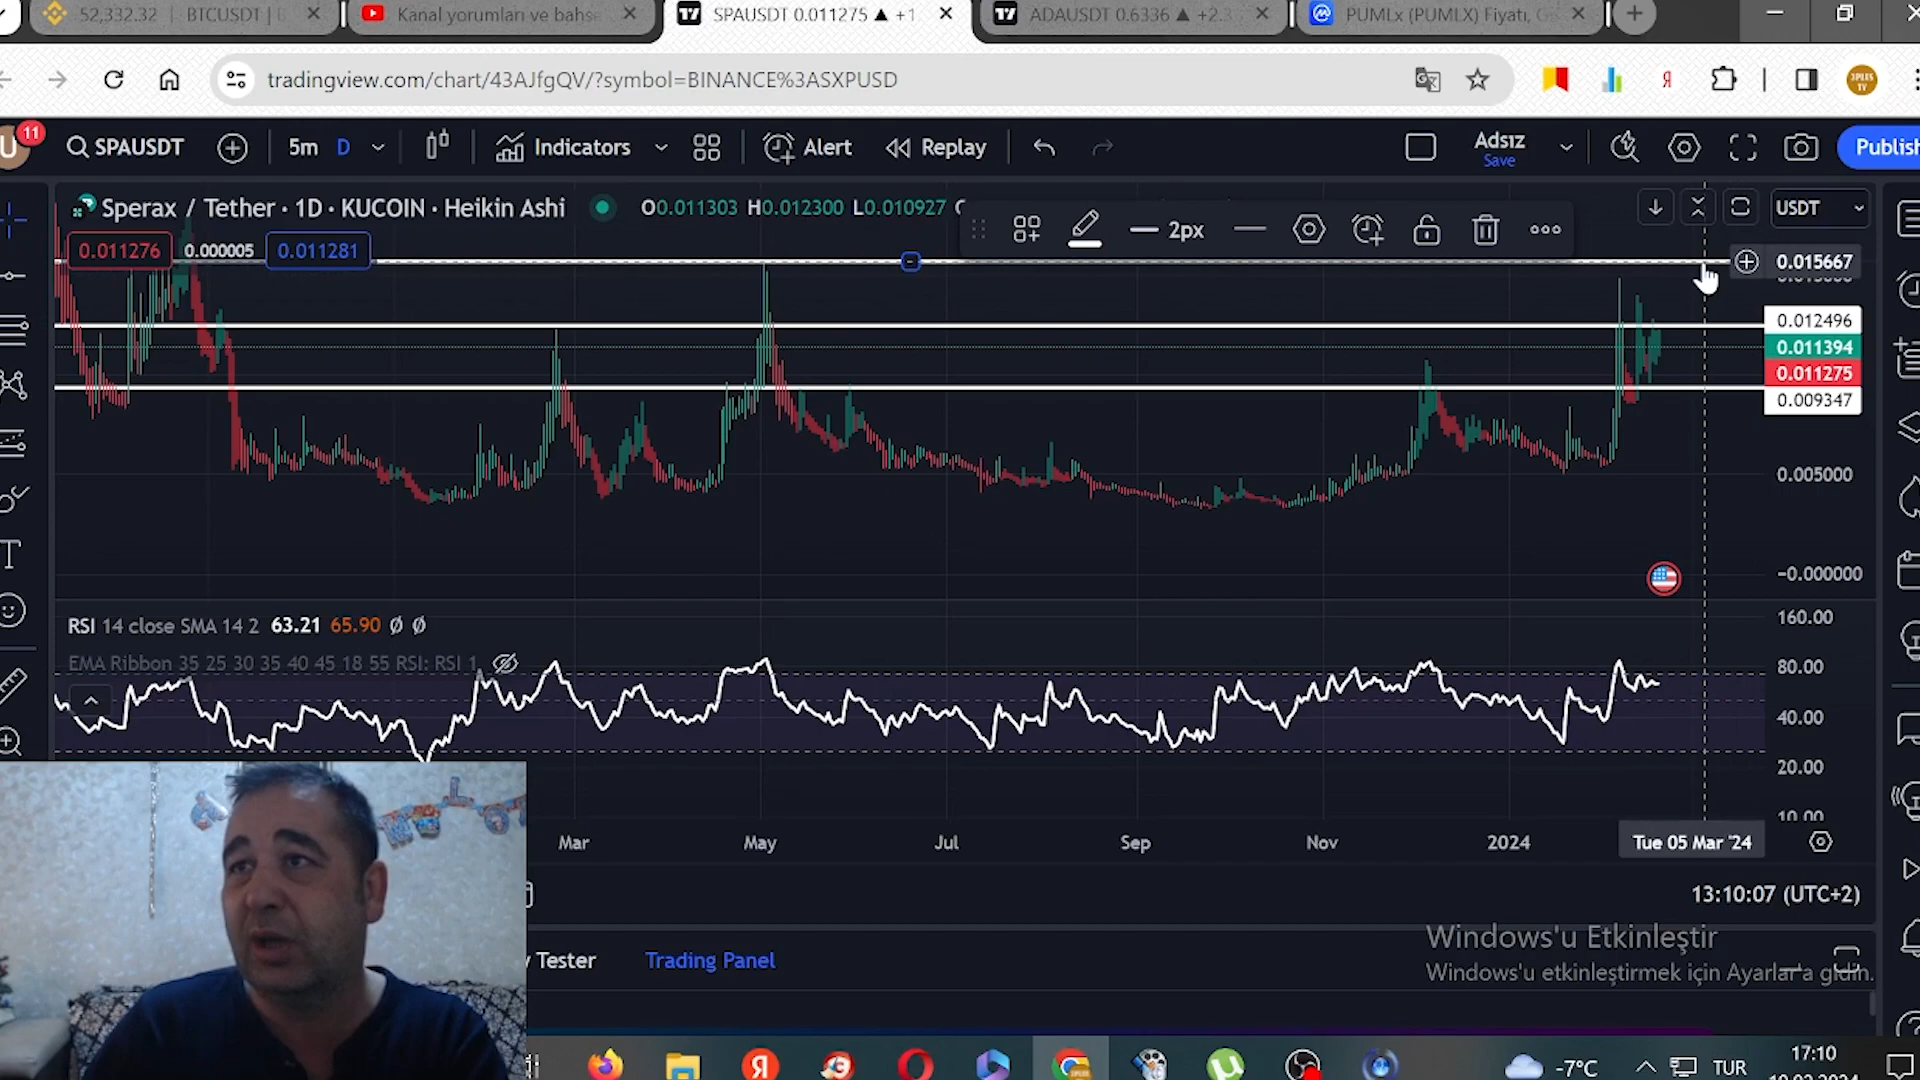 52,332.32 | BTCUSDT |
Kanal yorumları ve bahse
SPAUSDT 0.011275 ▲ +1
ADAUSDT 0.6336 ▲ +2.3
PUMLx (PUMLX) Fiyatı, G
tradingview.com/chart/43AJfgQV/?symbol=BINANCE%3ASXPUSD
U 11 SPAUSDT 5m D Indicators Alert Replay Adsız Save Publish
Sperax / Tether · 1D · KUCOIN · Heikin Ashi O0.011303 H0.012300 L0.010927
2px
USDT
0.011276 0.000005 0.011281
0.015667
0.012496
0.011394
0.011275
0.009347
0.005000
-0.000000
RSI 14 close SMA 14 2 63.21 65.90 Ø Ø
EMA Ribbon 35 25 30 35 40 45 18 55 RSI: RSI 1
160.00
80.00
40.00
20.00
10.00
Mar May Jul Sep Nov 2024 Tue 05 Mar '24
13:10:07 (UTC+2)
Tester Trading Panel
Windows'u Etkinleştir
Windows'u etkinleştirmek için Ayarlar'a gidin.
-7°C TUR 17:10